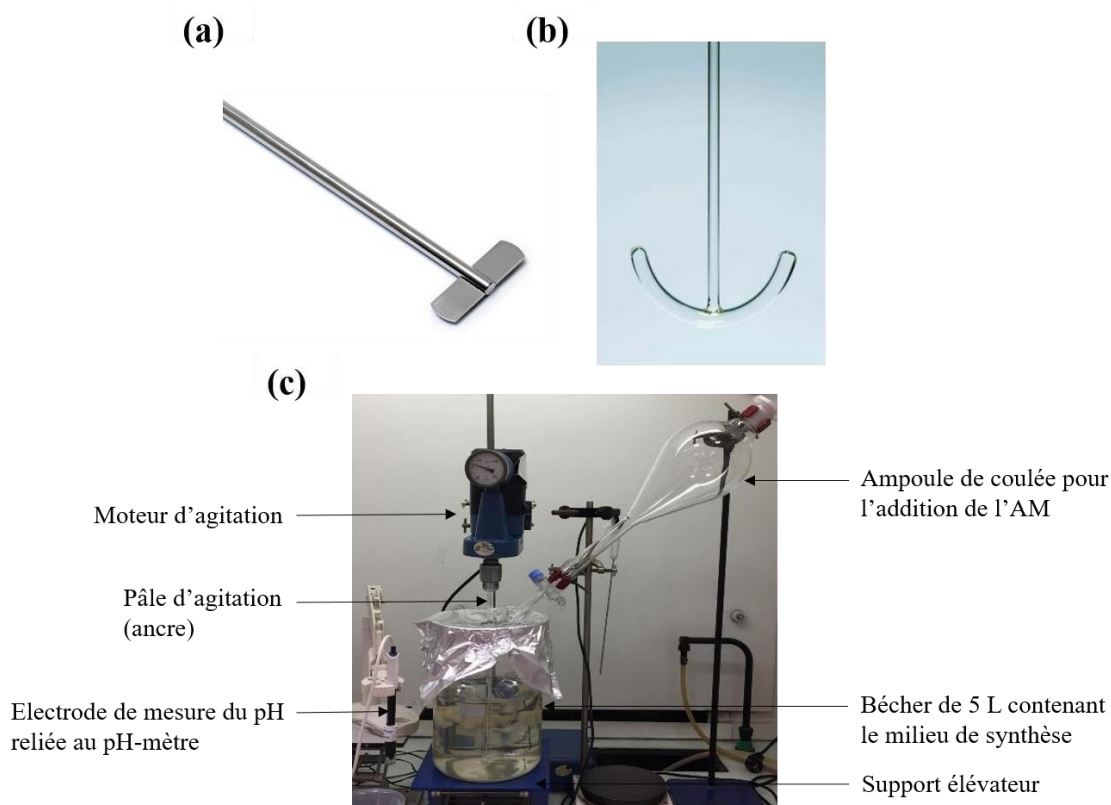 (a)
(b)
(c)
Moteur d’agitation
Pâle d’agitation
(ancre)
Electrode de mesure du pH
reliée au pH-mètre
Ampoule de coulée pour
l’addition de l’AM
Bécher de 5 L contenant
le milieu de synthèse
Support élévateur